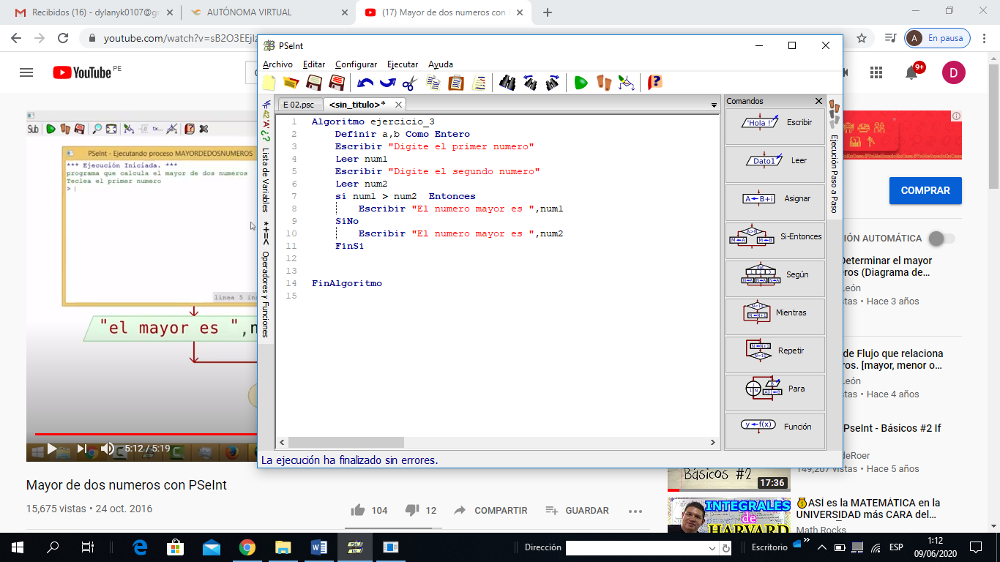 Recibidos (16) - dylanyk0107@gm
AUTÓNOMA VIRTUAL
(17) Mayor de dos numeros con
youtube.com/watch?v=sB2O3EEjIz
A
En pausa
YouTube PE
9+
D
PSeInt
Archivo Editar Configurar Ejecutar Ayuda
E 02.psc
<sin_titulo>*
Lista de Variables
*+=< Operadores y Funciones
1 Algoritmo ejercicio_3
2 Definir a,b Como Entero
3 Escribir "Digite el primer numero"
4 Leer num1
5 Escribir "Digite el segundo numero"
6 Leer num2
7 si num1 > num2 Entonces
8 Escribir "El numero mayor es ",num1
9 SiNo
10 Escribir "El numero mayor es ",num2
11 FinSi
12
13
14 FinAlgoritmo
15
Comandos
'Hola !' Escribir
Dato1 Leer
A B+i Asignar
A>B M A M B Si-Entonces
Según
Mientras
Repetir
Para
y f(x) Función
Ejecución Paso a Paso
La ejecución ha finalizado sin errores.
Sub
PSeInt - Ejecutando proceso MAYORDEDOSNUMEROS
*** Ejecución Iniciada. ***
programa que calcula el mayor de dos numeros
Teclea el primer numero
>
linea 5 in
"el mayor es ",n
5:12 / 5:19
Mayor de dos numeros con PSeInt
15,675 vistas • 24 oct. 2016
104
12
COMPARTIR
GUARDAR
COMPRAR
IÓN AUTOMÁTICA
Determinar el mayor
ros (Diagrama de…
León
stas • Hace 3 años
de Flujo que relaciona
ros. [mayor, menor o…
León
stas • Hace 4 años
PSeInt - Básicos #2 If
deRoer
149,207 vistas • Hace 5 años
Básicos #2
17:36
INTEGRALES
de
HARVARD
ASÍ es la MATEMÁTICA en la
UNIVERSIDAD más CARA del…
Math Rocks
Dirección
Escritorio
ESP
1:12
09/06/2020